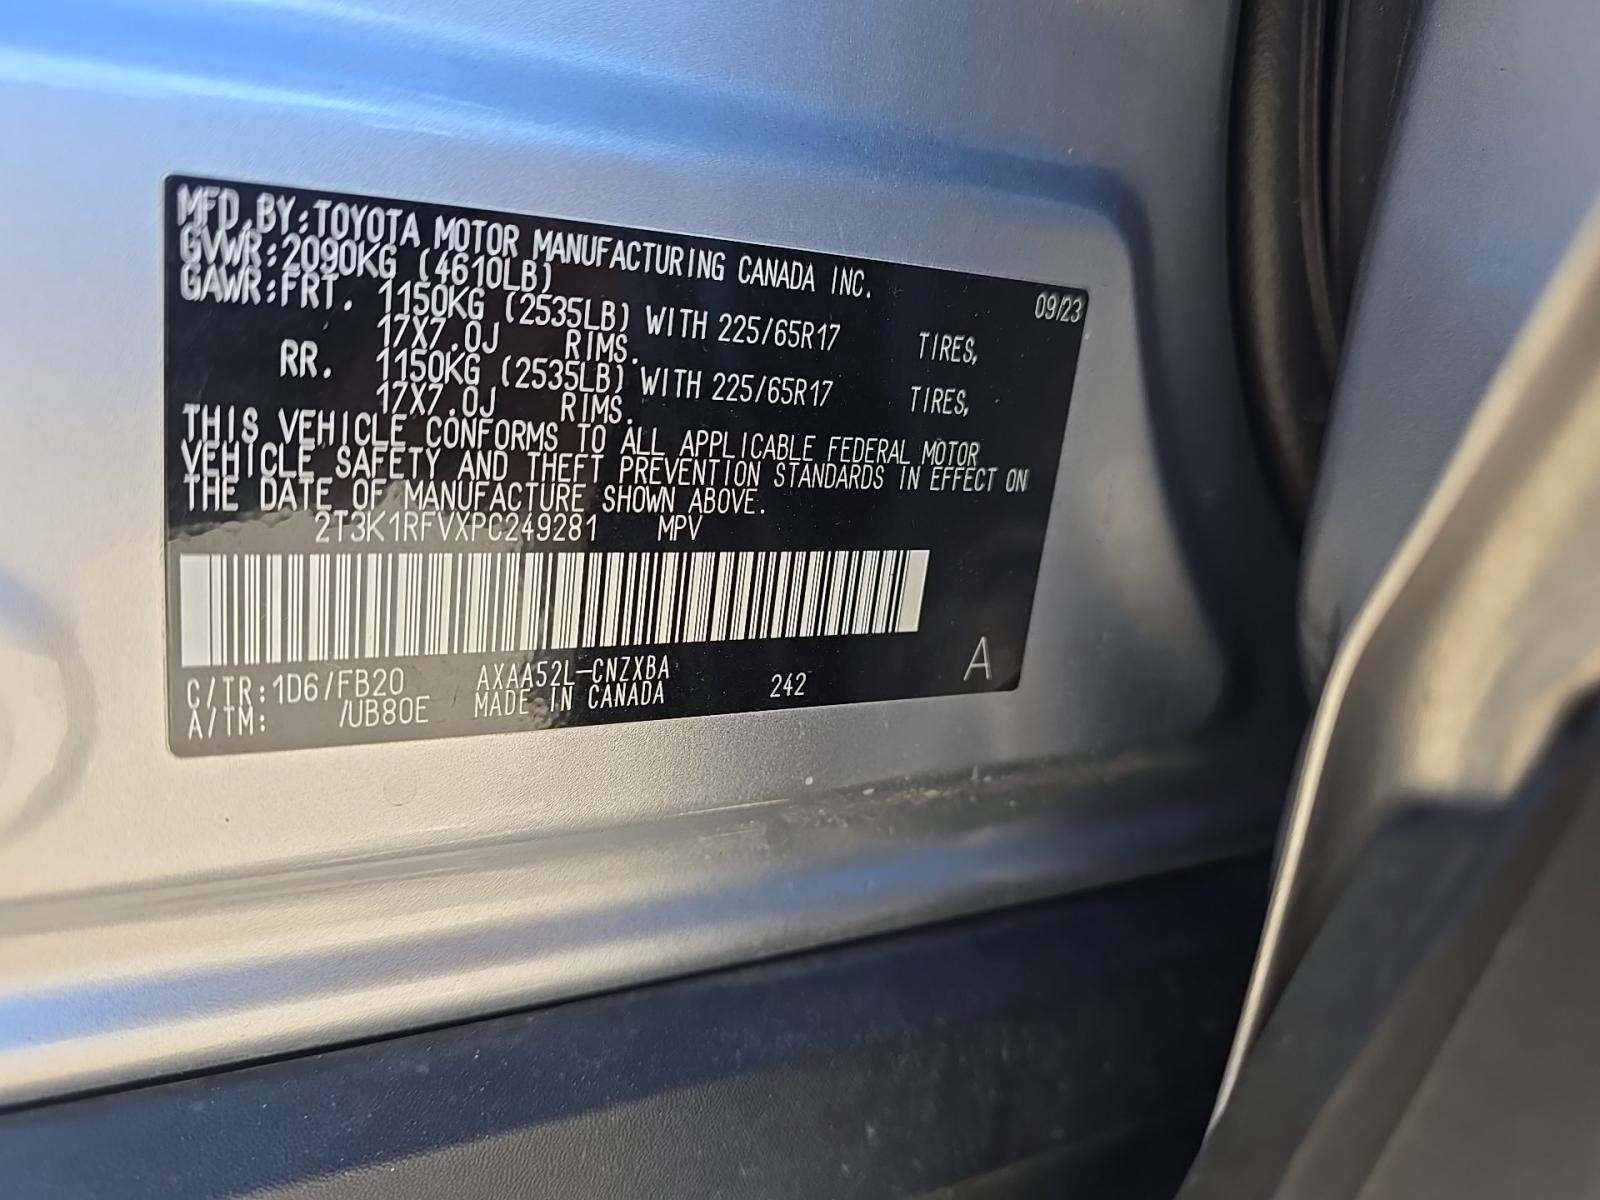 MFD.BY:TOYOTA MOTOR MANUFACTURING CANADA INC.
GVWR:2090KG (4610LB) 09/23
GAWR:FRT. 1150KG (2535LB) WITH 225/65R17 TIRES,
17X7.0J RIMS.
RR. 1150KG (2535LB) WITH 225/65R17 TIRES,
17X7.0J RIMS.
THIS VEHICLE CONFORMS TO ALL APPLICABLE FEDERAL MOTOR
VEHICLE SAFETY AND THEFT PREVENTION STANDARDS IN EFFECT ON
THE DATE OF MANUFACTURE SHOWN ABOVE.
2T3K1RFVXPC249281 MPV
C/TR:1D6/FB20 AXAA52L-CNZXBA A
A/TM: /UB80E MADE IN CANADA 242